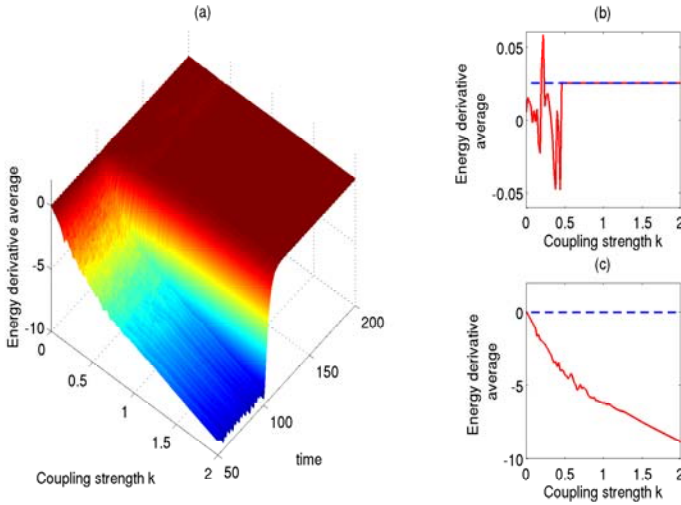 (a)
Energy derivative average
0
-5
-10
0
0.5
1
1.5
2
50
100
150
200
Coupling strength k
time
(b)
Energy derivative
average
0.05
0
-0.05
0
0.5
1
1.5
2
Coupling strength k
(c)
Energy derivative
average
0
-5
-10
0
0.5
1
1.5
2
Coupling strength k